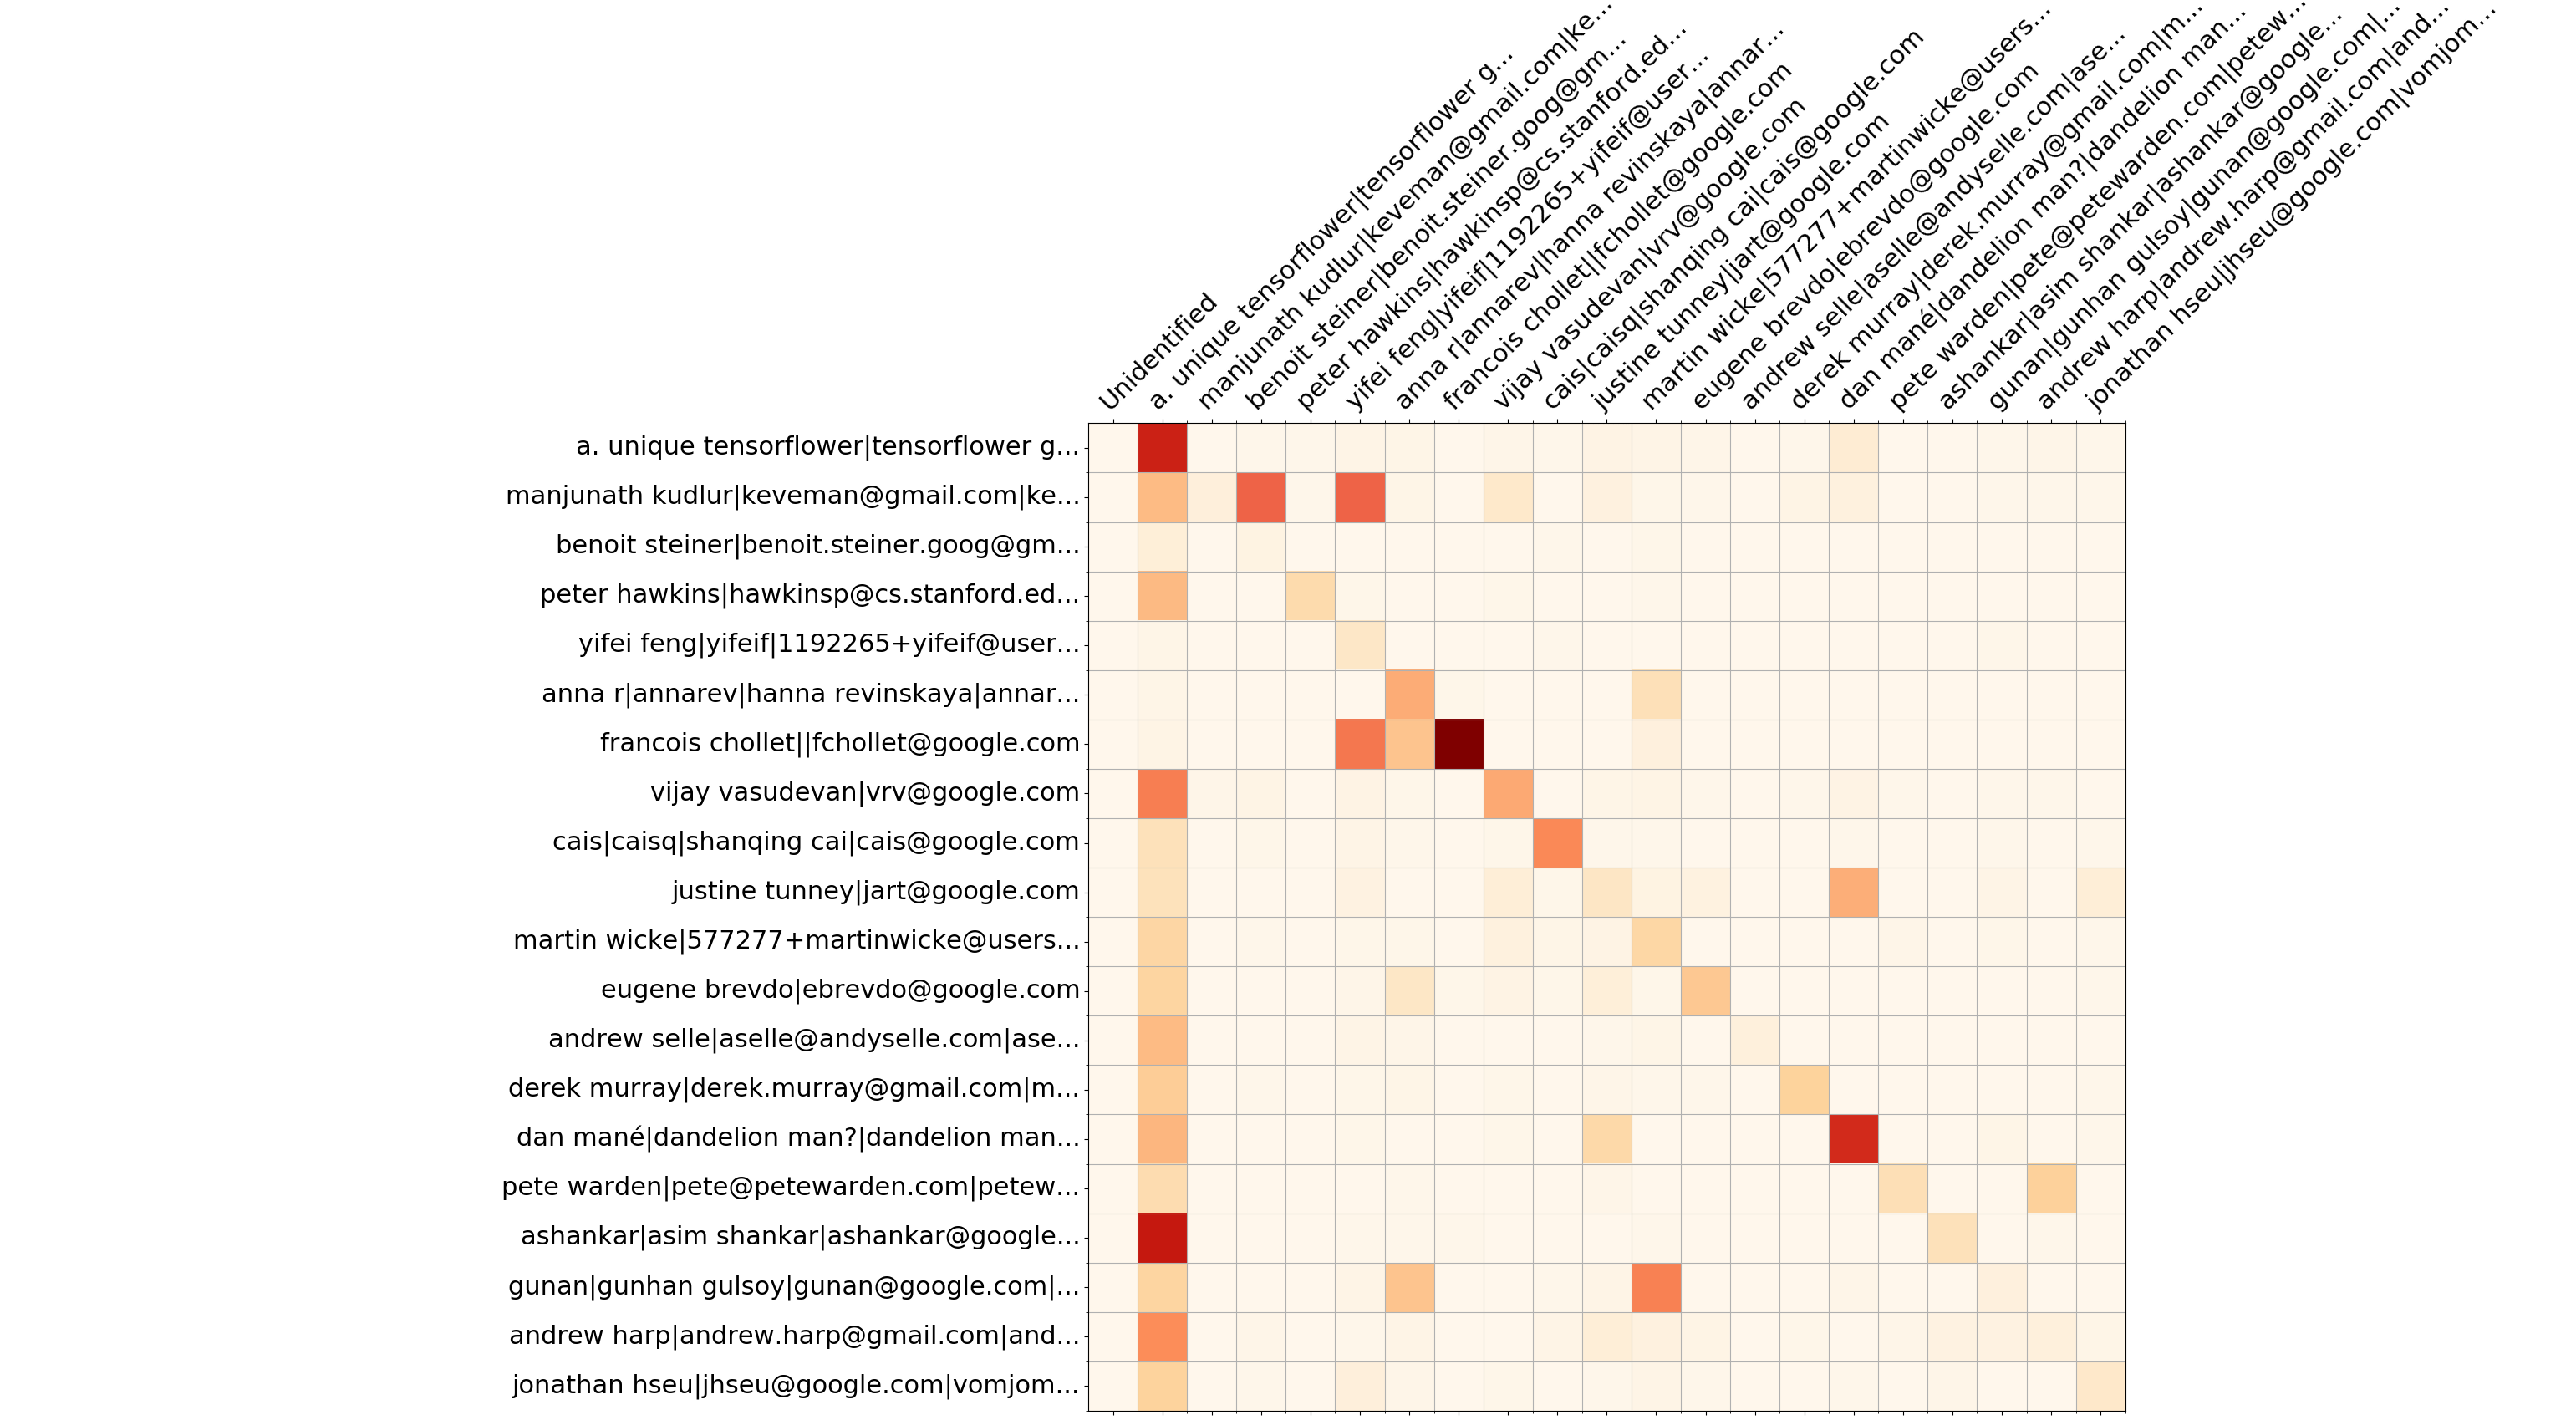 Unidentified
a. unique tensorflower|tensorflower g...
manjunath kudlur|keveman@gmail.com|ke...
benoit steiner|benoit.steiner.goog@gm...
peter hawkins|hawkinsp@cs.stanford.ed...
yifei feng|yifeif|1192265+yifeif@user...
anna r|annarev|hanna revinskaya|annar...
francois chollet||fchollet@google.com
vijay vasudevan|vrv@google.com
cais|caisq|shanqing cai|cais@google.com
justine tunney|jart@google.com
martin wicke|577277+martinwicke@users...
eugene brevdo|ebrevdo@google.com
andrew selle|aselle@andyselle.com|ase...
derek murray|derek.murray@gmail.com|m...
dan mané|dandelion man?|dandelion man...
pete warden|pete@petewarden.com|petew...
ashankar|asim shankar|ashankar@google...
gunan|gunhan gulsoy|gunan@google.com|...
andrew harp|andrew.harp@gmail.com|and...
jonathan hseu|jhseu@google.com|vomjom...
a. unique tensorflower|tensorflower g...
manjunath kudlur|keveman@gmail.com|ke...
benoit steiner|benoit.steiner.goog@gm...
peter hawkins|hawkinsp@cs.stanford.ed...
yifei feng|yifeif|1192265+yifeif@user...
anna r|annarev|hanna revinskaya|annar...
francois chollet||fchollet@google.com
vijay vasudevan|vrv@google.com
cais|caisq|shanqing cai|cais@google.com
justine tunney|jart@google.com
martin wicke|577277+martinwicke@users...
eugene brevdo|ebrevdo@google.com
andrew selle|aselle@andyselle.com|ase...
derek murray|derek.murray@gmail.com|m...
dan mané|dandelion man?|dandelion man...
pete warden|pete@petewarden.com|petew...
ashankar|asim shankar|ashankar@google...
gunan|gunhan gulsoy|gunan@google.com|...
andrew harp|andrew.harp@gmail.com|and...
jonathan hseu|jhseu@google.com|vomjom...